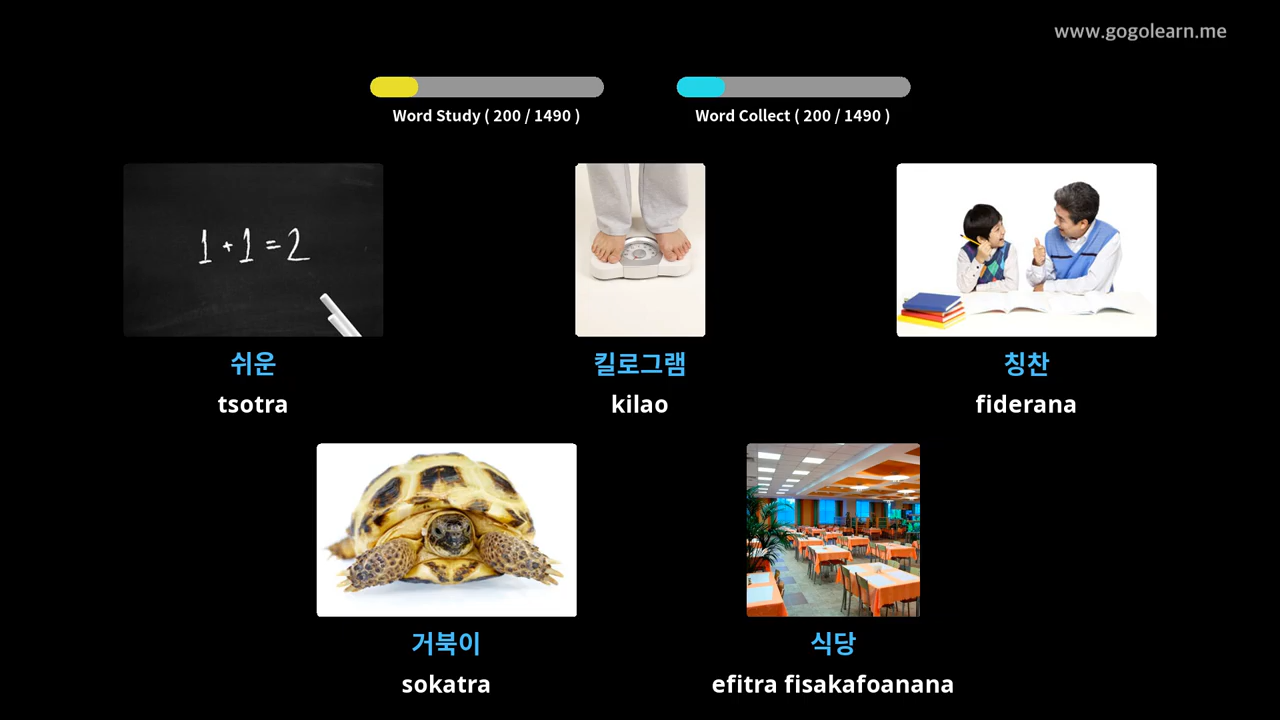 www.gogolearn.me
Word Study ( 200 / 1490 )
Word Collect ( 200 / 1490 )
1 + 1 = 2
쉬운
tsotra
킬로그램
kilao
칭찬
fiderana
거북이
sokatra
식당
efitra fisakafoanana